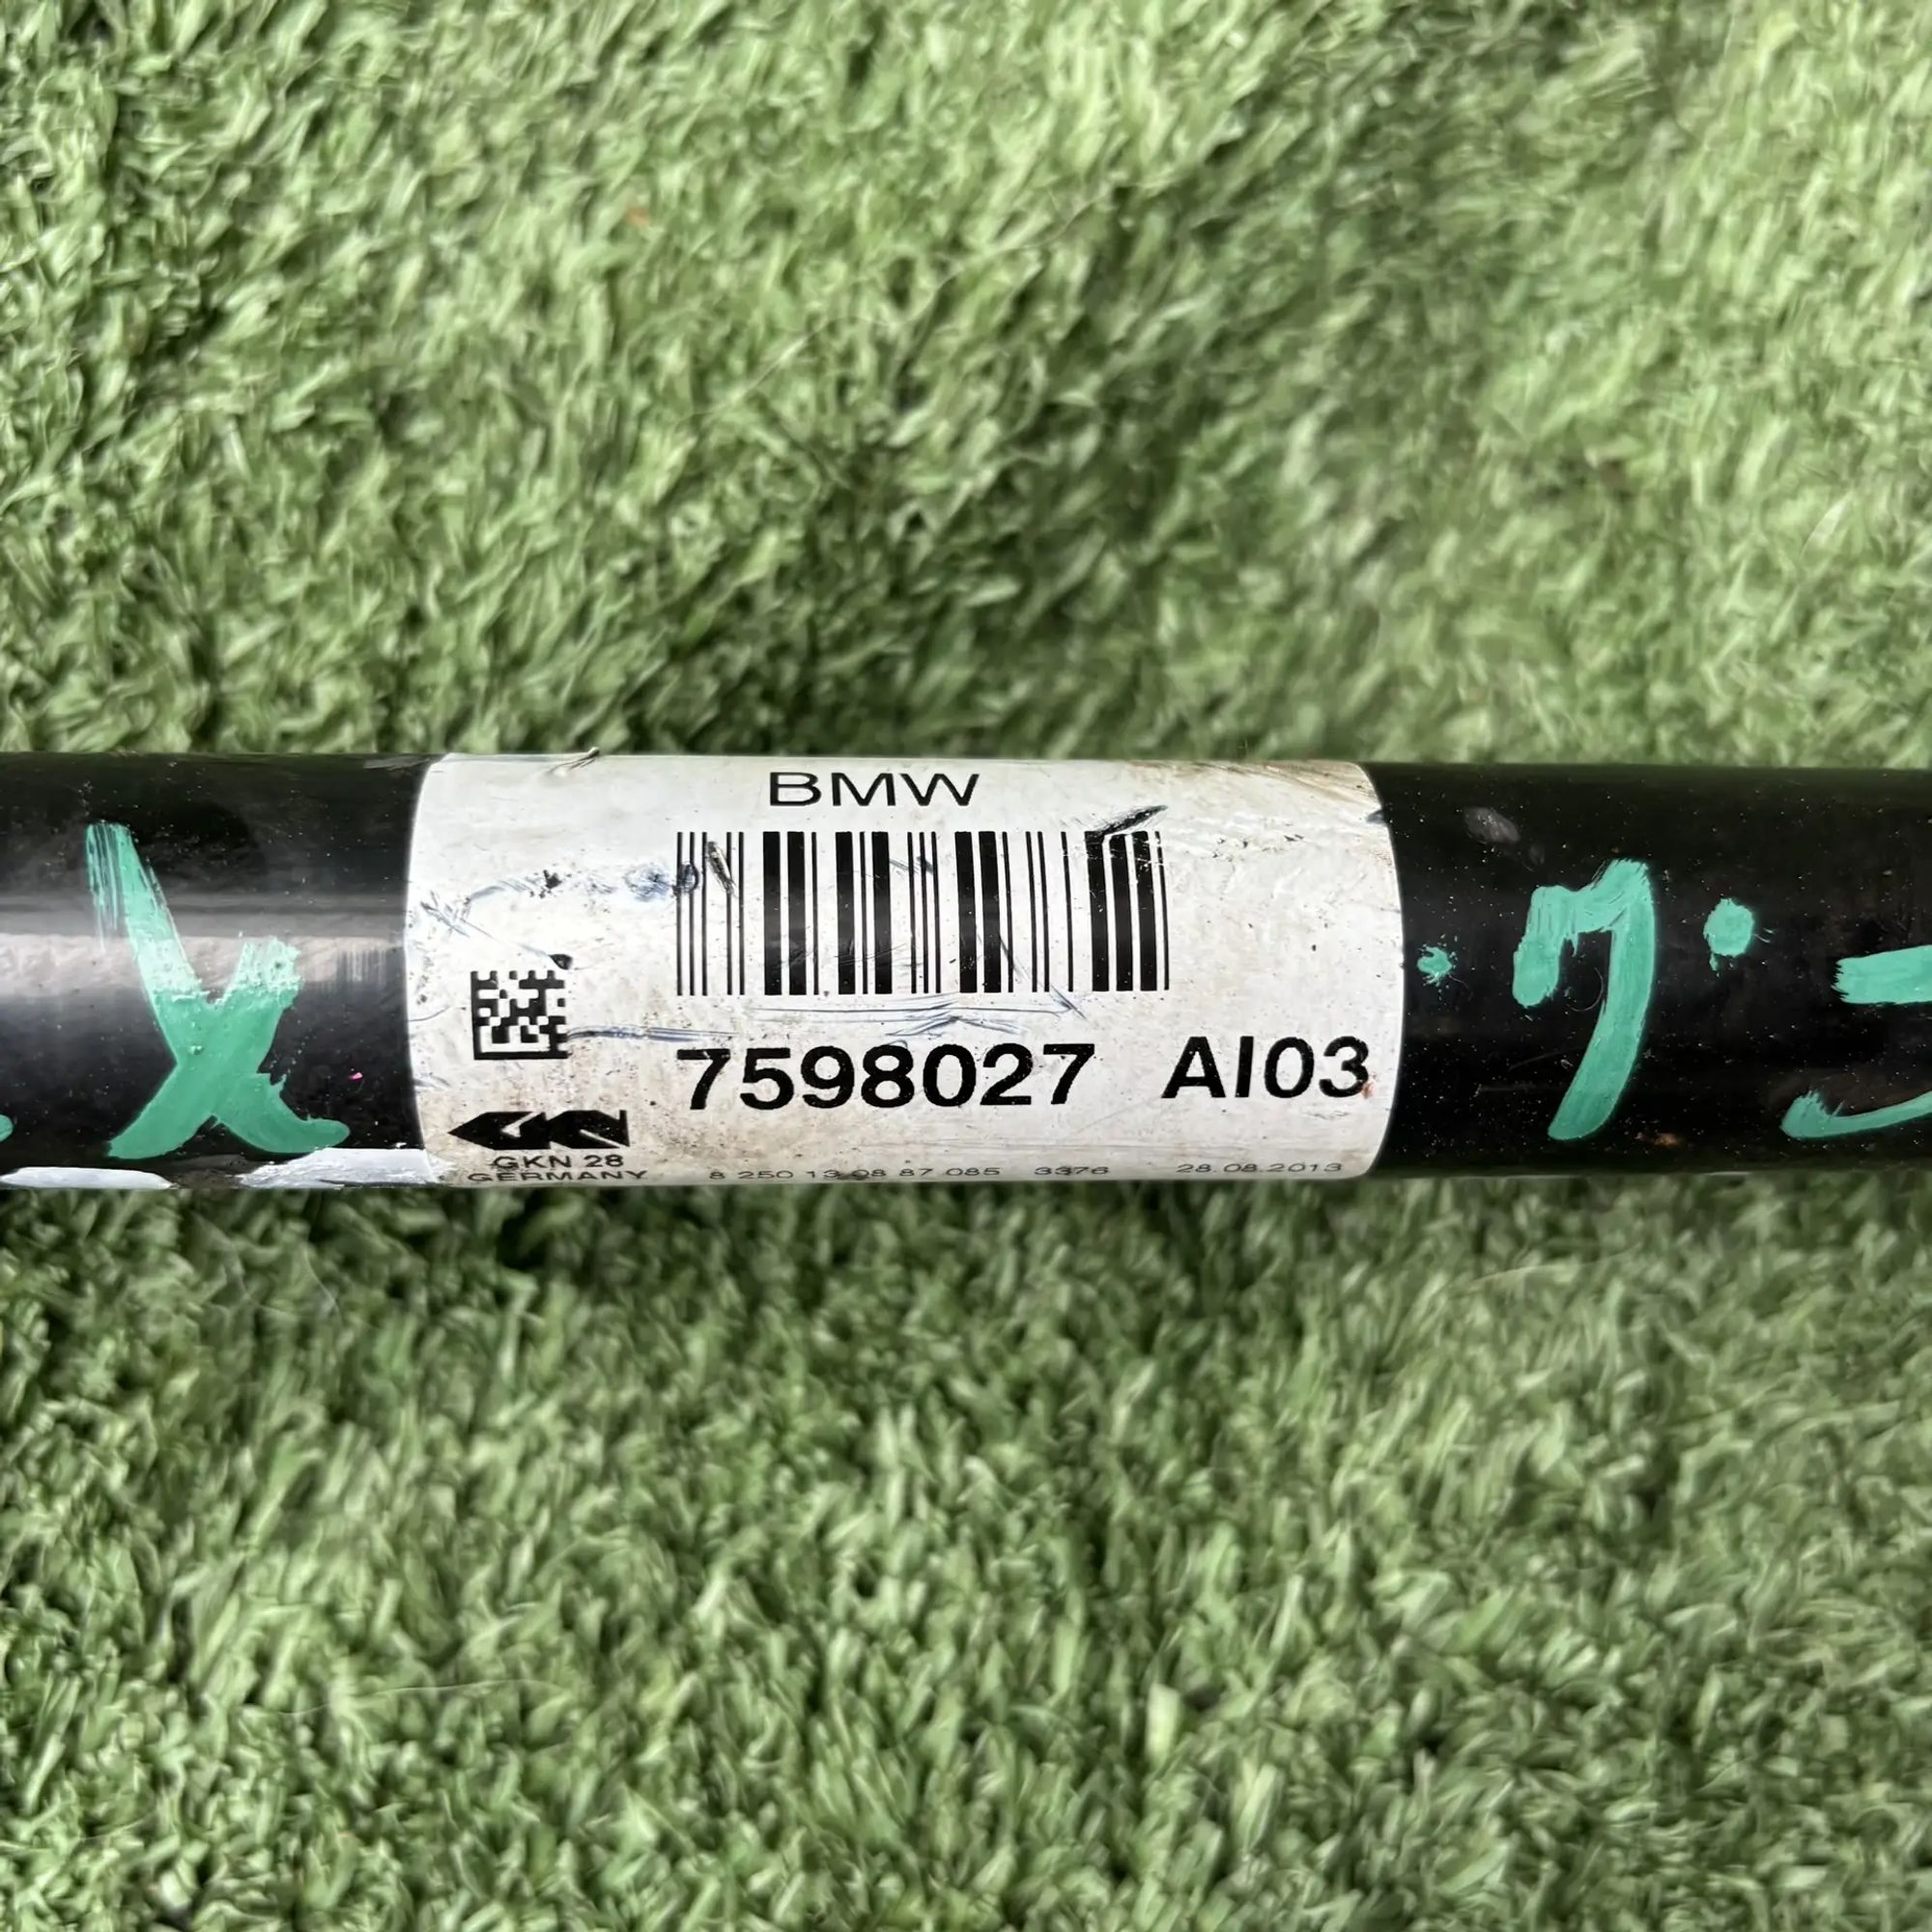 BMW
7598027 AI03
GKN 28
GERMANY 8 250 13 08 87 085 3376 28.08.2013